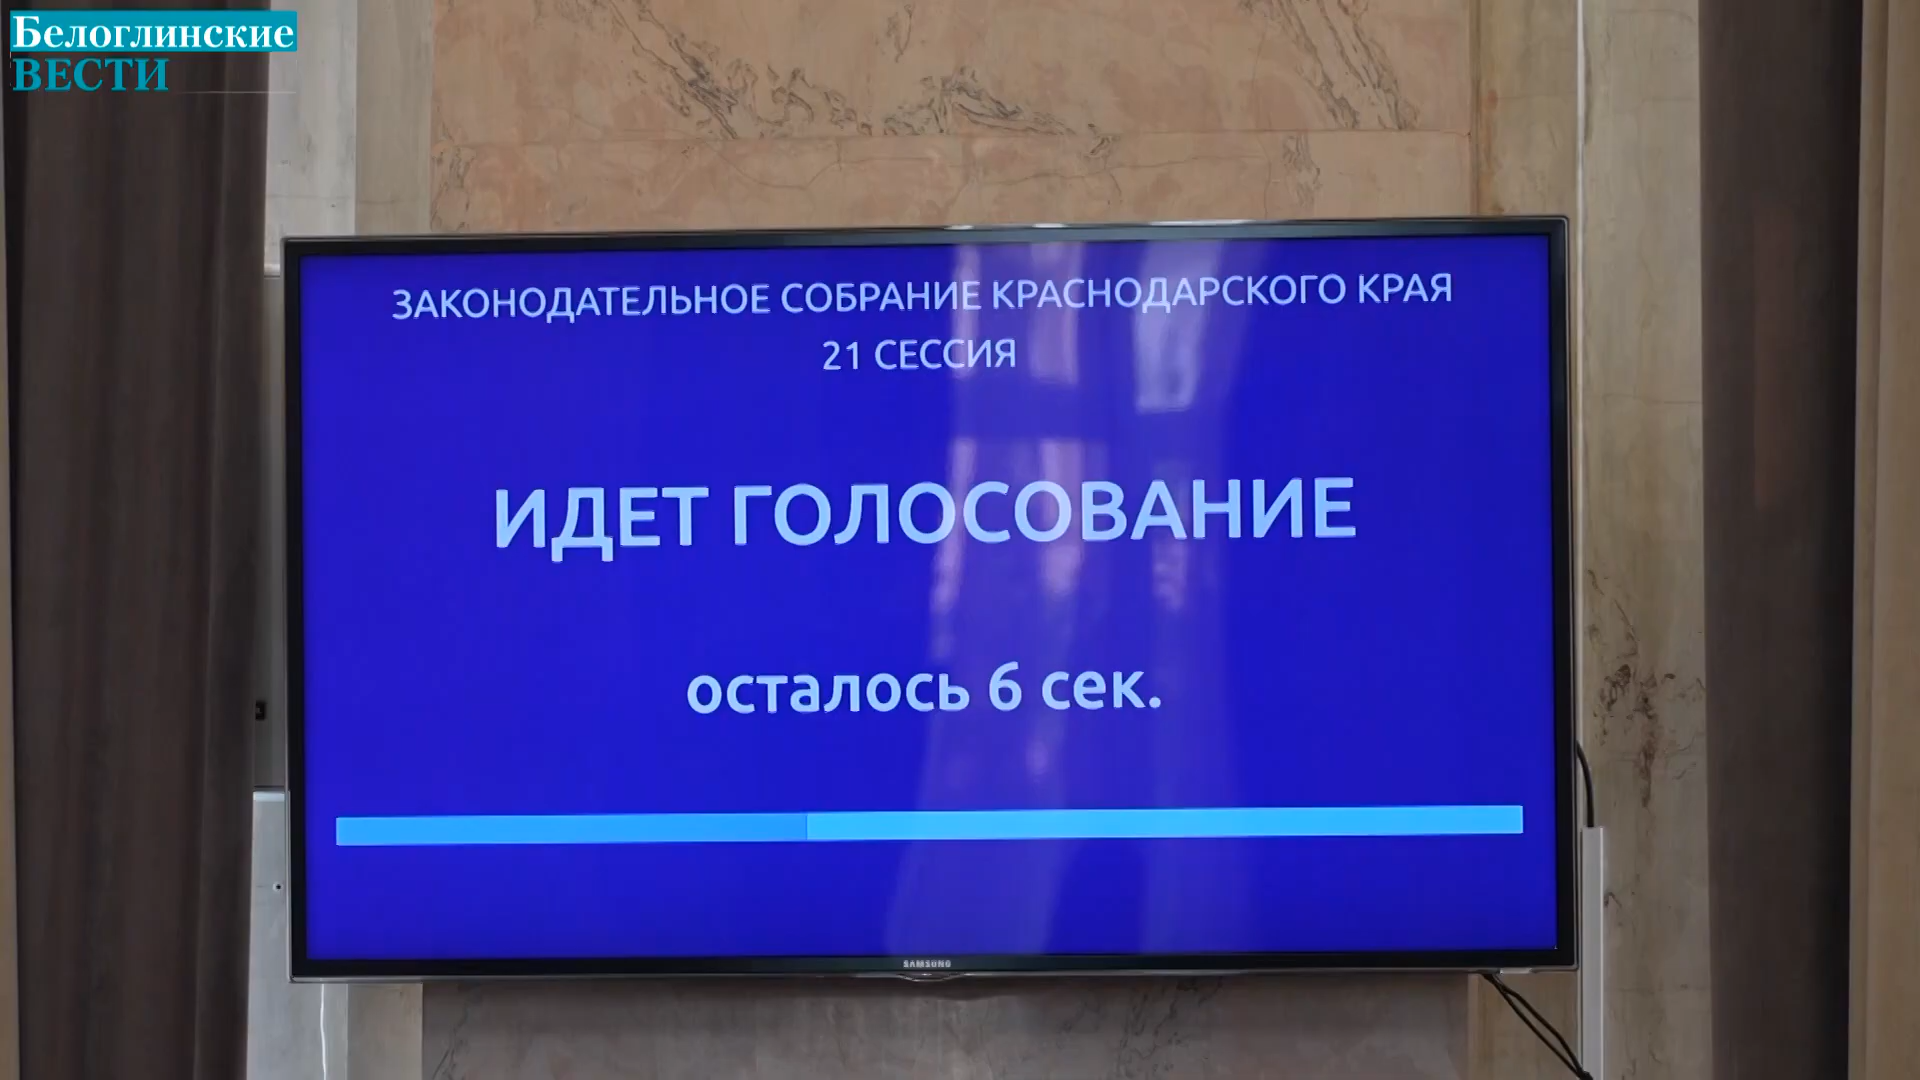 Белоглинские
ВЕСТИ
ЗАКОНОДАТЕЛЬНОЕ СОБРАНИЕ КРАСНОДАРСКОГО КРАЯ
21 СЕССИЯ
ИДЕТ ГОЛОСОВАНИЕ
осталось 6 сек.
SAMSUNG